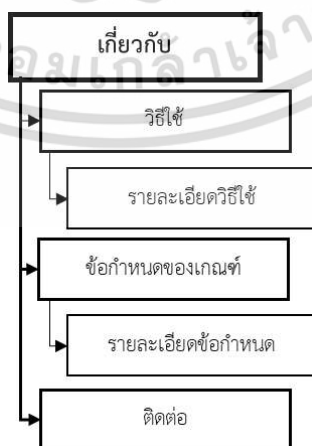 เกี่ยวกับ
วิธีใช้
รายละเอียดวิธีใช้
ข้อกำหนดของเกณฑ์
รายละเอียดข้อกำหนด
ติดต่อ